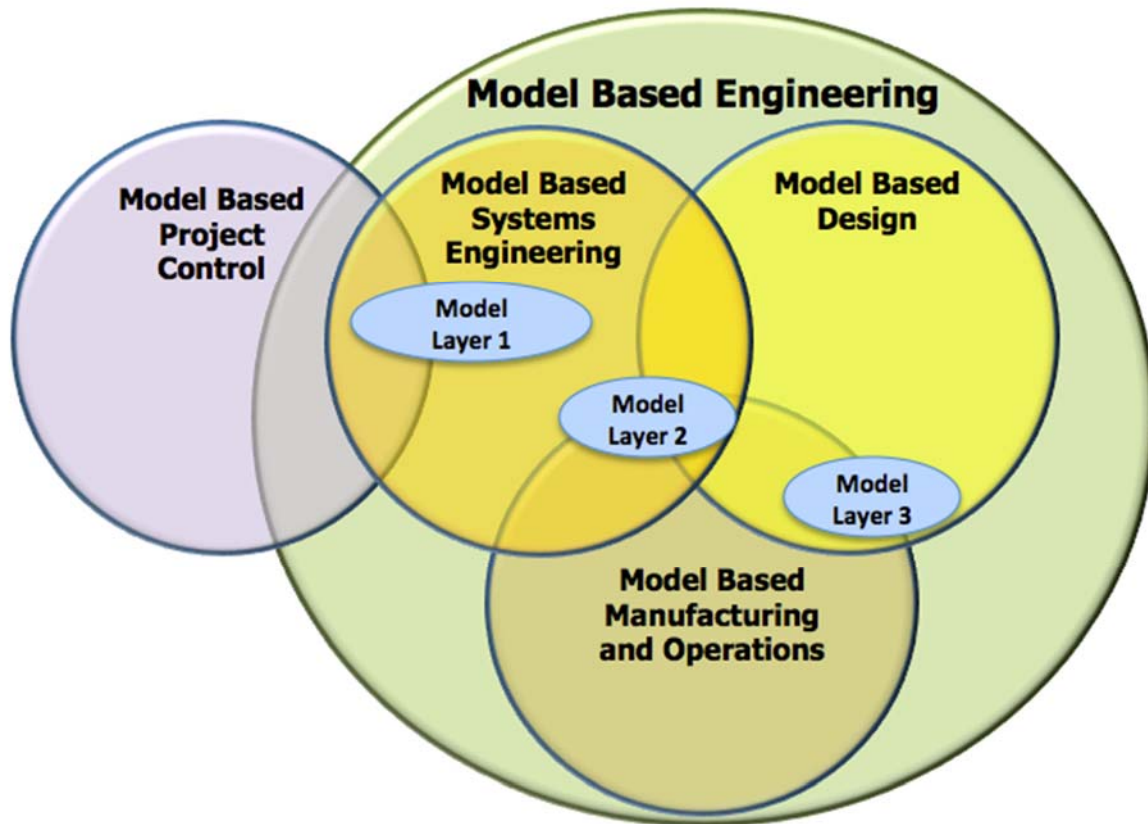 Model Based Engineering
Model Based
Project
Control
Model Based
Systems
Engineering
Model Based
Design
Model
Layer 1
Model
Layer 2
Model
Layer 3
Model Based
Manufacturing
and Operations